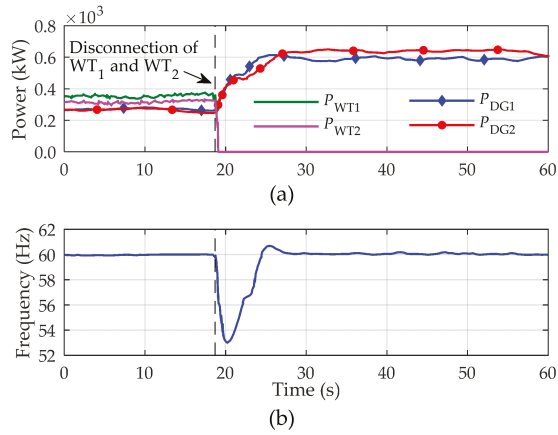 ×10³
0.8
0.6
0.4
0.2
0.0
Power (kW)
Disconnection of
WT₁ and WT₂
P_WT1
P_WT2
P_DG1
P_DG2
0 10 20 30 40 50 60
(a)
60
58
56
54
52
Frequency (Hz)
0 10 20 30 40 50 60
Time (s)
(b)